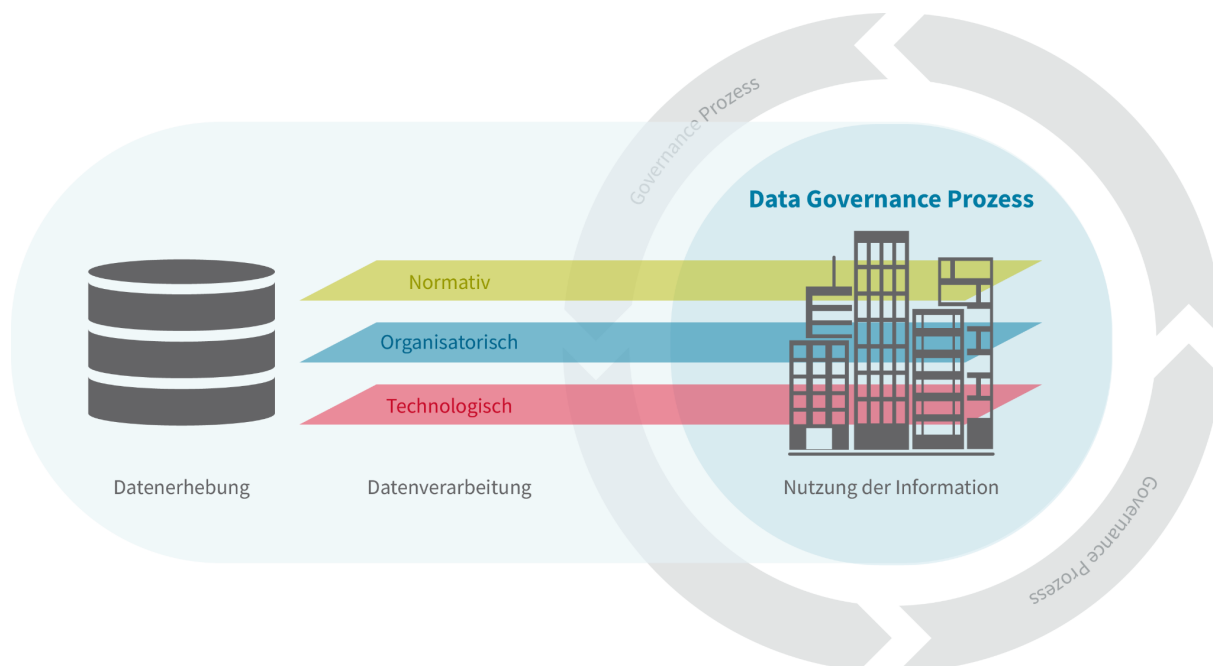 Governance Prozess
Data Governance Prozess
Normativ
Organisatorisch
Technologisch
Datenerhebung
Datenverarbeitung
Nutzung der Information
Governance Prozess